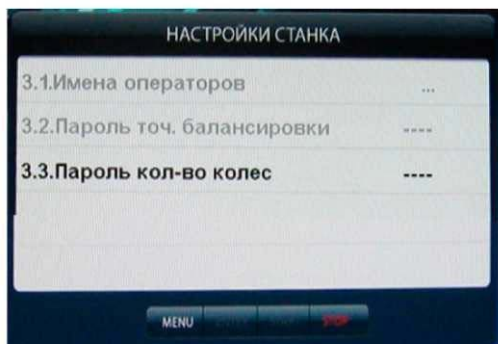 НАСТРОЙКИ СТАНКА
3.1.Имена операторов ...
3.2.Пароль точ. балансировки ----
3.3.Пароль кол-во колес ----
MENU STOP